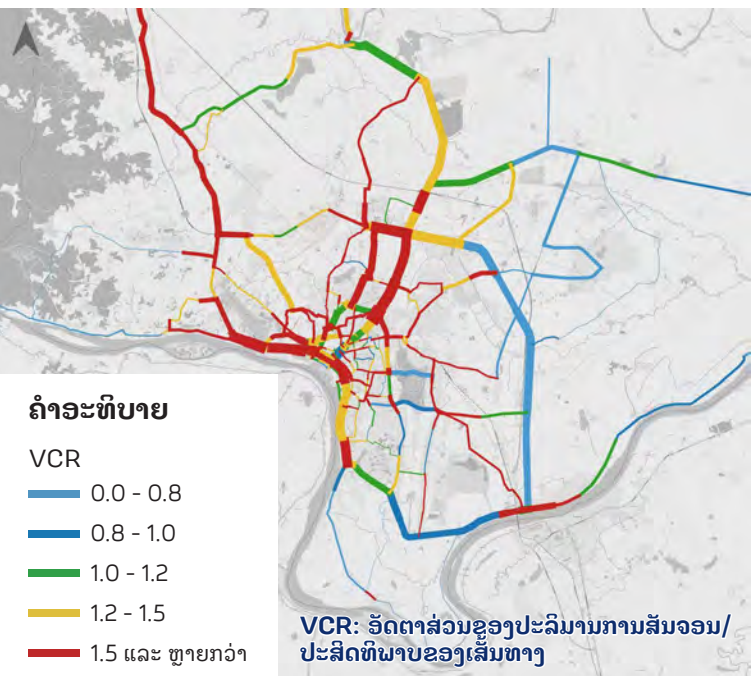 ຄຳອະທິບາຍ
VCR
0.0 - 0.8
0.8 - 1.0
1.0 - 1.2
1.2 - 1.5
1.5 ແລະ ຫຼາຍກວ່າ
VCR: ອັດຕາສ່ວນຂອງປະລິມານການສັນຈອນ/
ປະສິດທິພາບຂອງເສັ້ນທາງ